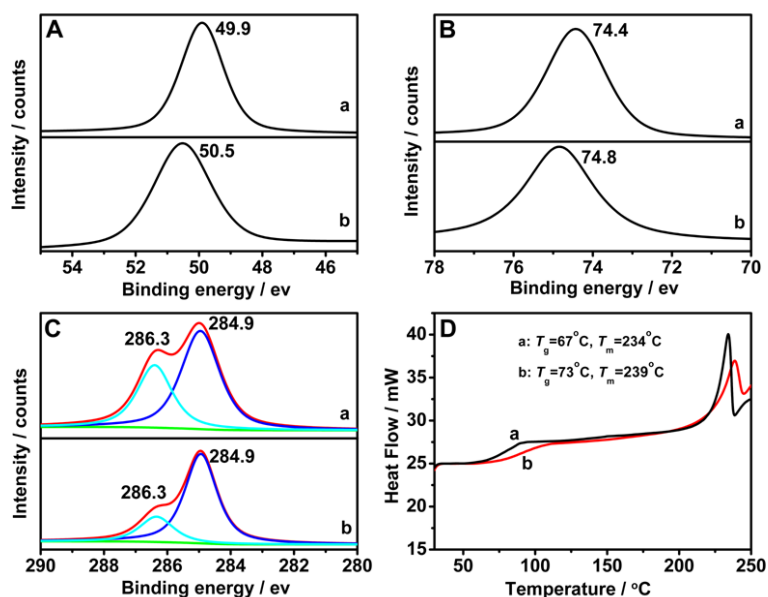 A
49.9
a
50.5
b
Intensity / counts
54 52 50 48 46
Binding energy / ev
B
74.4
a
74.8
b
Intensity / counts
78 76 74 72 70
Binding energy / ev
C
284.9
286.3
a
284.9
286.3
b
Intensity / counts
290 288 286 284 282 280
Binding energy / ev
D
a: Tg=67°C, Tm=234°C
b: Tg=73°C, Tm=239°C
a
b
Heat Flow / mW
40
35
30
25
20
15
50 100 150 200 250
Temperature / °C